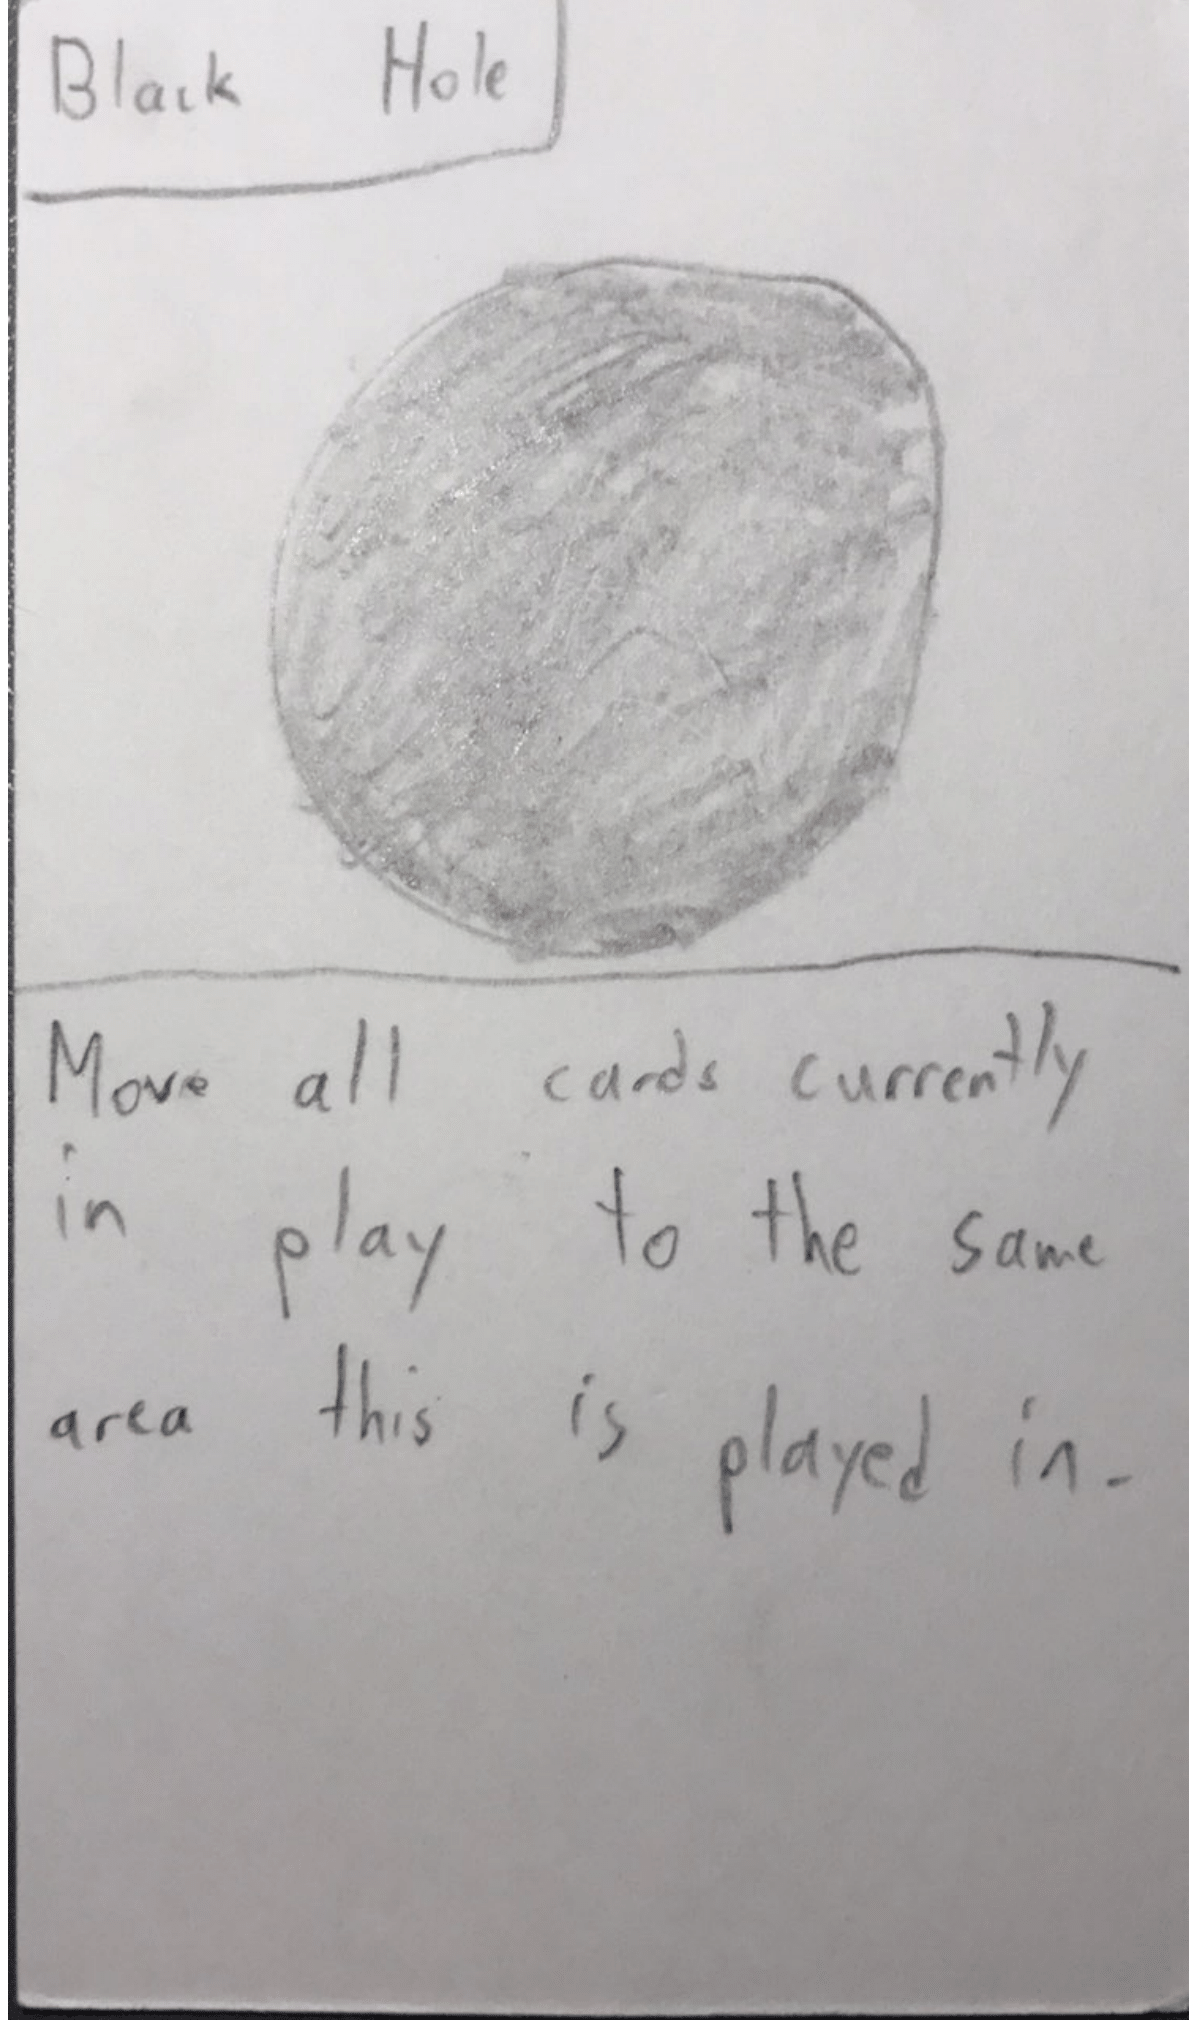 Black Hole
Move all cards currently
in play to the same
area this is played in.